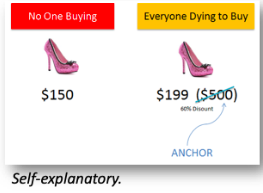 No One Buying
Everyone Dying to Buy
$150
$199 ($500)
60% Discount
ANCHOR
Self-explanatory.